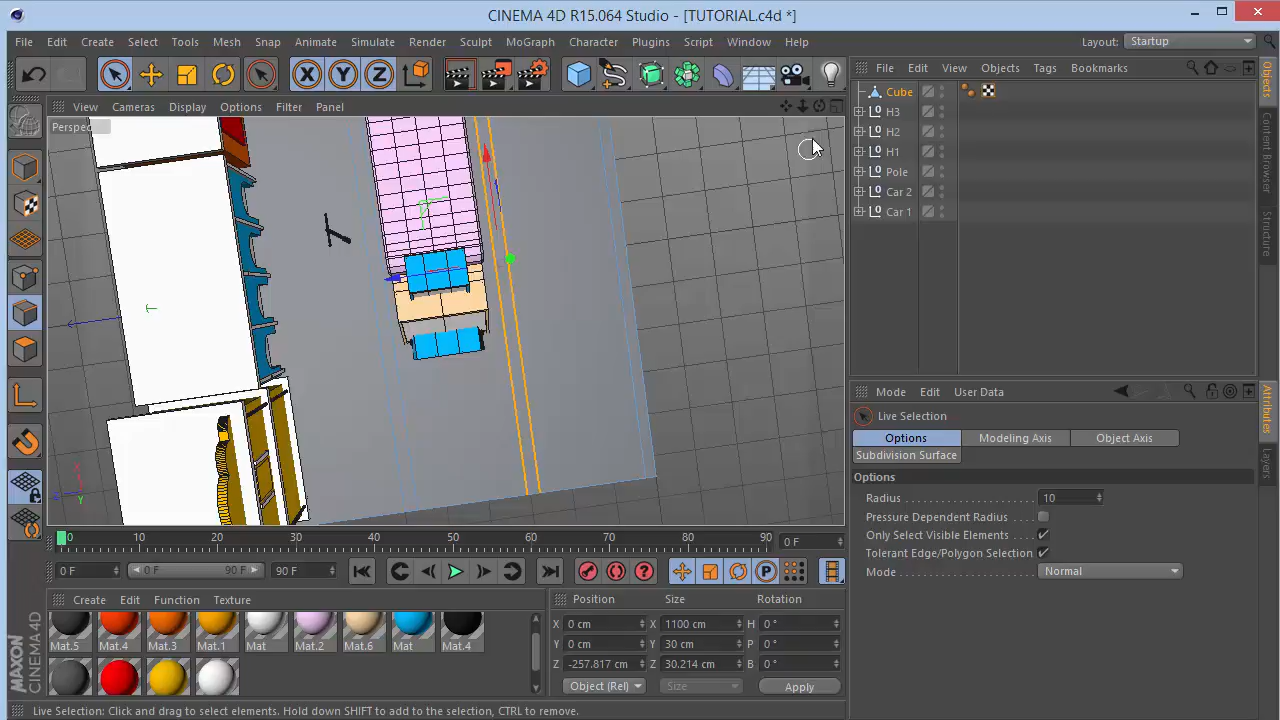 CINEMA 4D R15.064 Studio - [TUTORIAL.c4d *]
File Edit Create Select Tools Mesh Snap Animate Simulate Render Sculpt MoGraph Character Plugins Script Window Help Layout: Startup
File Edit View Objects Tags Bookmarks
Cube
H3
H2
H1
Pole
Car 2
Car 1
View Cameras Display Options Filter Panel
Perspec
X Y Z
Objects
Content Browser
Structure
Mode Edit User Data
Live Selection
Options Modeling Axis Object Axis
Subdivision Surface
Options
Radius 10
Pressure Dependent Radius
Only Select Visible Elements
Tolerant Edge/Polygon Selection
Mode Normal
Attributes
Layers
0 10 20 30 40 50 60 70 80 90 0 F
0 F 0 F 90 F 90 F
Create Edit Function Texture
Mat.5 Mat.4 Mat.3 Mat.1 Mat Mat.2 Mat.6 Mat Mat.4
Position Size Rotation
X 0 cm X 1100 cm H 0 °
Y 0 cm Y 30 cm P 0 °
Z -257.817 cm Z 30.214 cm B 0 °
Object (Rel) Size Apply
MAXON CINEMA 4D
Live Selection: Click and drag to select elements. Hold down SHIFT to add to the selection, CTRL to remove.